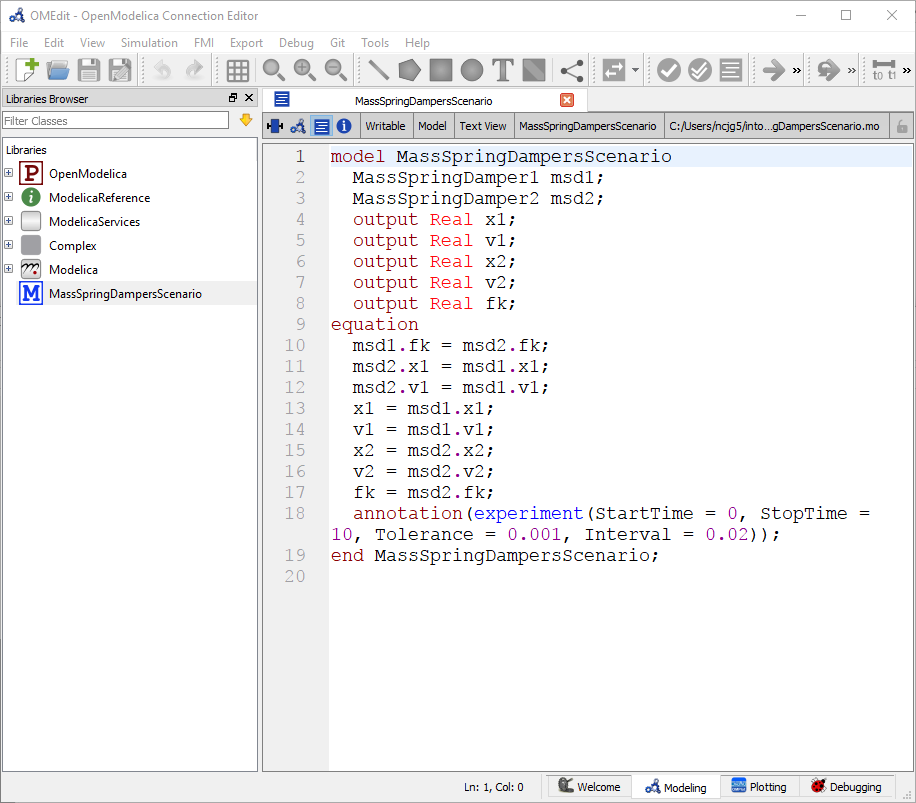 OMEdit - OpenModelica Connection Editor
File Edit View Simulation FMI Export Debug Git Tools Help
T t0 t1 » » »
Libraries Browser
MassSpringDampersScenario
Filter Classes
Writable Model Text View MassSpringDampersScenario C:/Users/ncjg5/into...gDampersScenario.mo
Libraries
P OpenModelica
i ModelicaReference
ModelicaServices
Complex
Modelica
M MassSpringDampersScenario
1 model MassSpringDampersScenario
2 MassSpringDamper1 msd1;
3 MassSpringDamper2 msd2;
4 output Real x1;
5 output Real v1;
6 output Real x2;
7 output Real v2;
8 output Real fk;
9 equation
10 msd1.fk = msd2.fk;
11 msd2.x1 = msd1.x1;
12 msd2.v1 = msd1.v1;
13 x1 = msd1.x1;
14 v1 = msd1.v1;
15 x2 = msd2.x2;
16 v2 = msd2.v2;
17 fk = msd2.fk;
18 annotation(experiment(StartTime = 0, StopTime =
10, Tolerance = 0.001, Interval = 0.02));
19 end MassSpringDampersScenario;
20
Ln: 1, Col: 0 Welcome Modeling Plotting Debugging